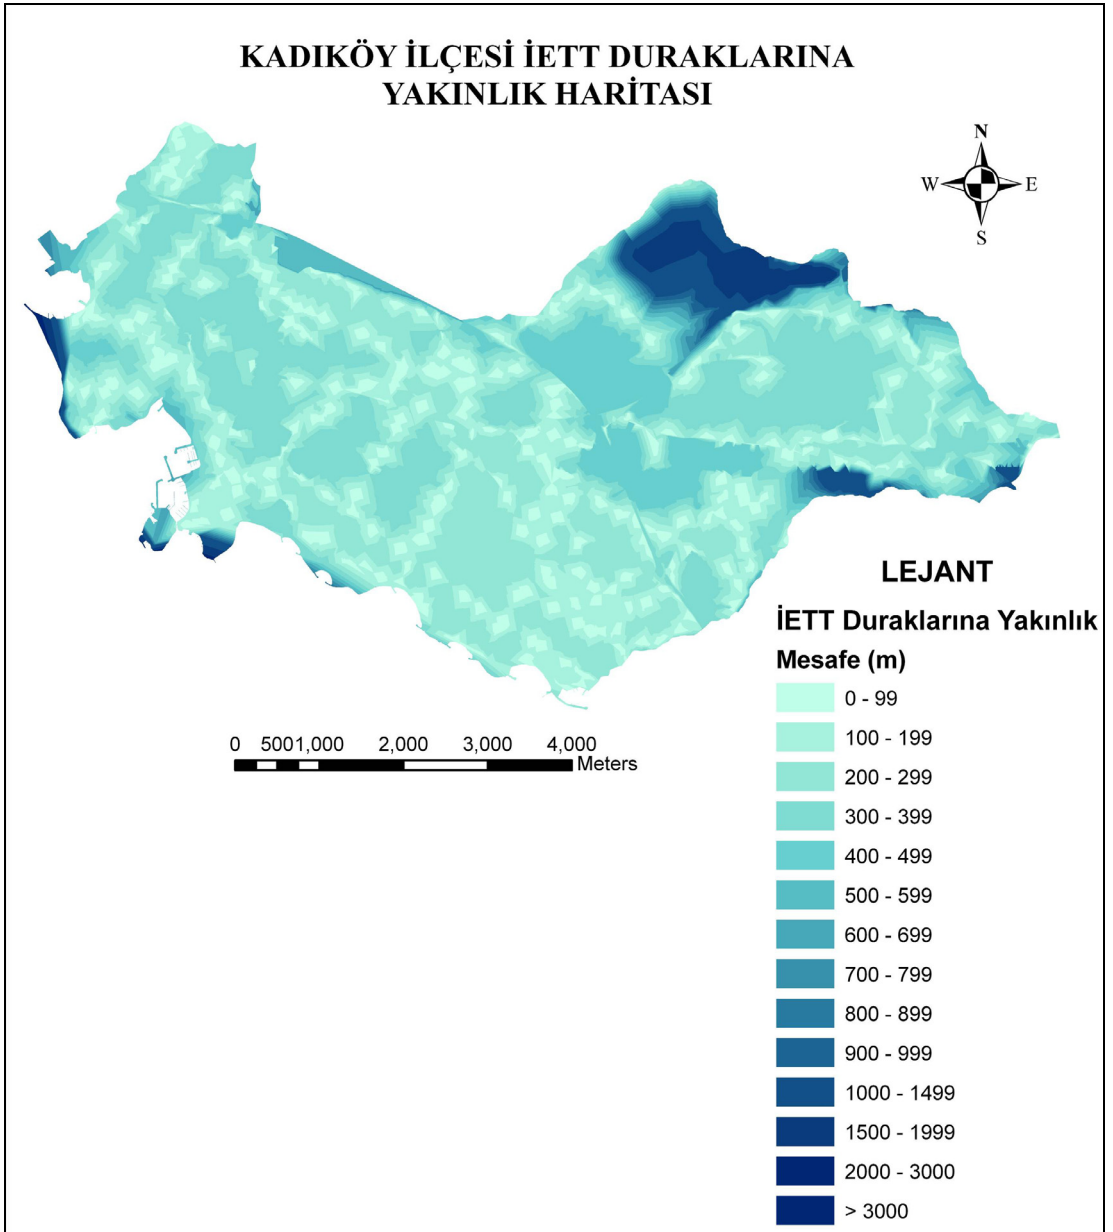 KADIKÖY İLÇESİ İETT DURAKLARINA
YAKINLIK HARİTASI
N
W E
S
LEJANT
İETT Duraklarına Yakınlık
Mesafe (m)
0 - 99
100 - 199
200 - 299
300 - 399
400 - 499
500 - 599
600 - 699
700 - 799
800 - 899
900 - 999
1000 - 1499
1500 - 1999
2000 - 3000
> 3000
0 5001,000 2,000 3,000 4,000
Meters